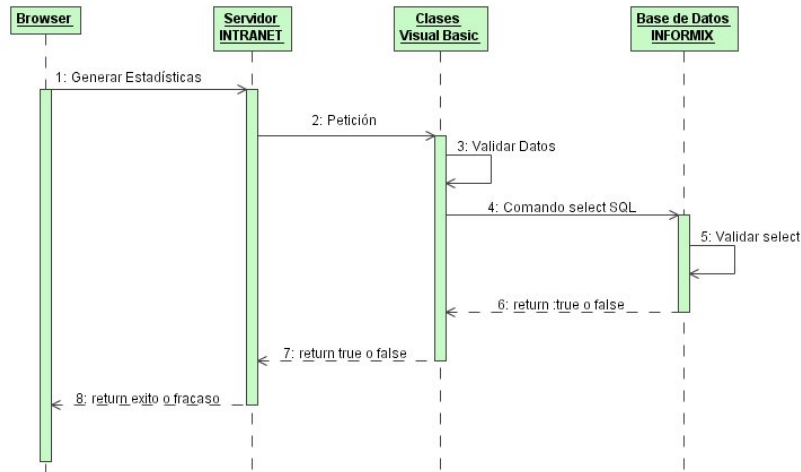 Browser
Servidor
INTRANET
Clases
Visual Basic
Base de Datos
INFORMIX
1: Generar Estadísticas
2: Petición
3: Validar Datos
4: Comando select SQL
5: Validar select
6: return :true o false
7: return true o false
8: return exito o fracaso